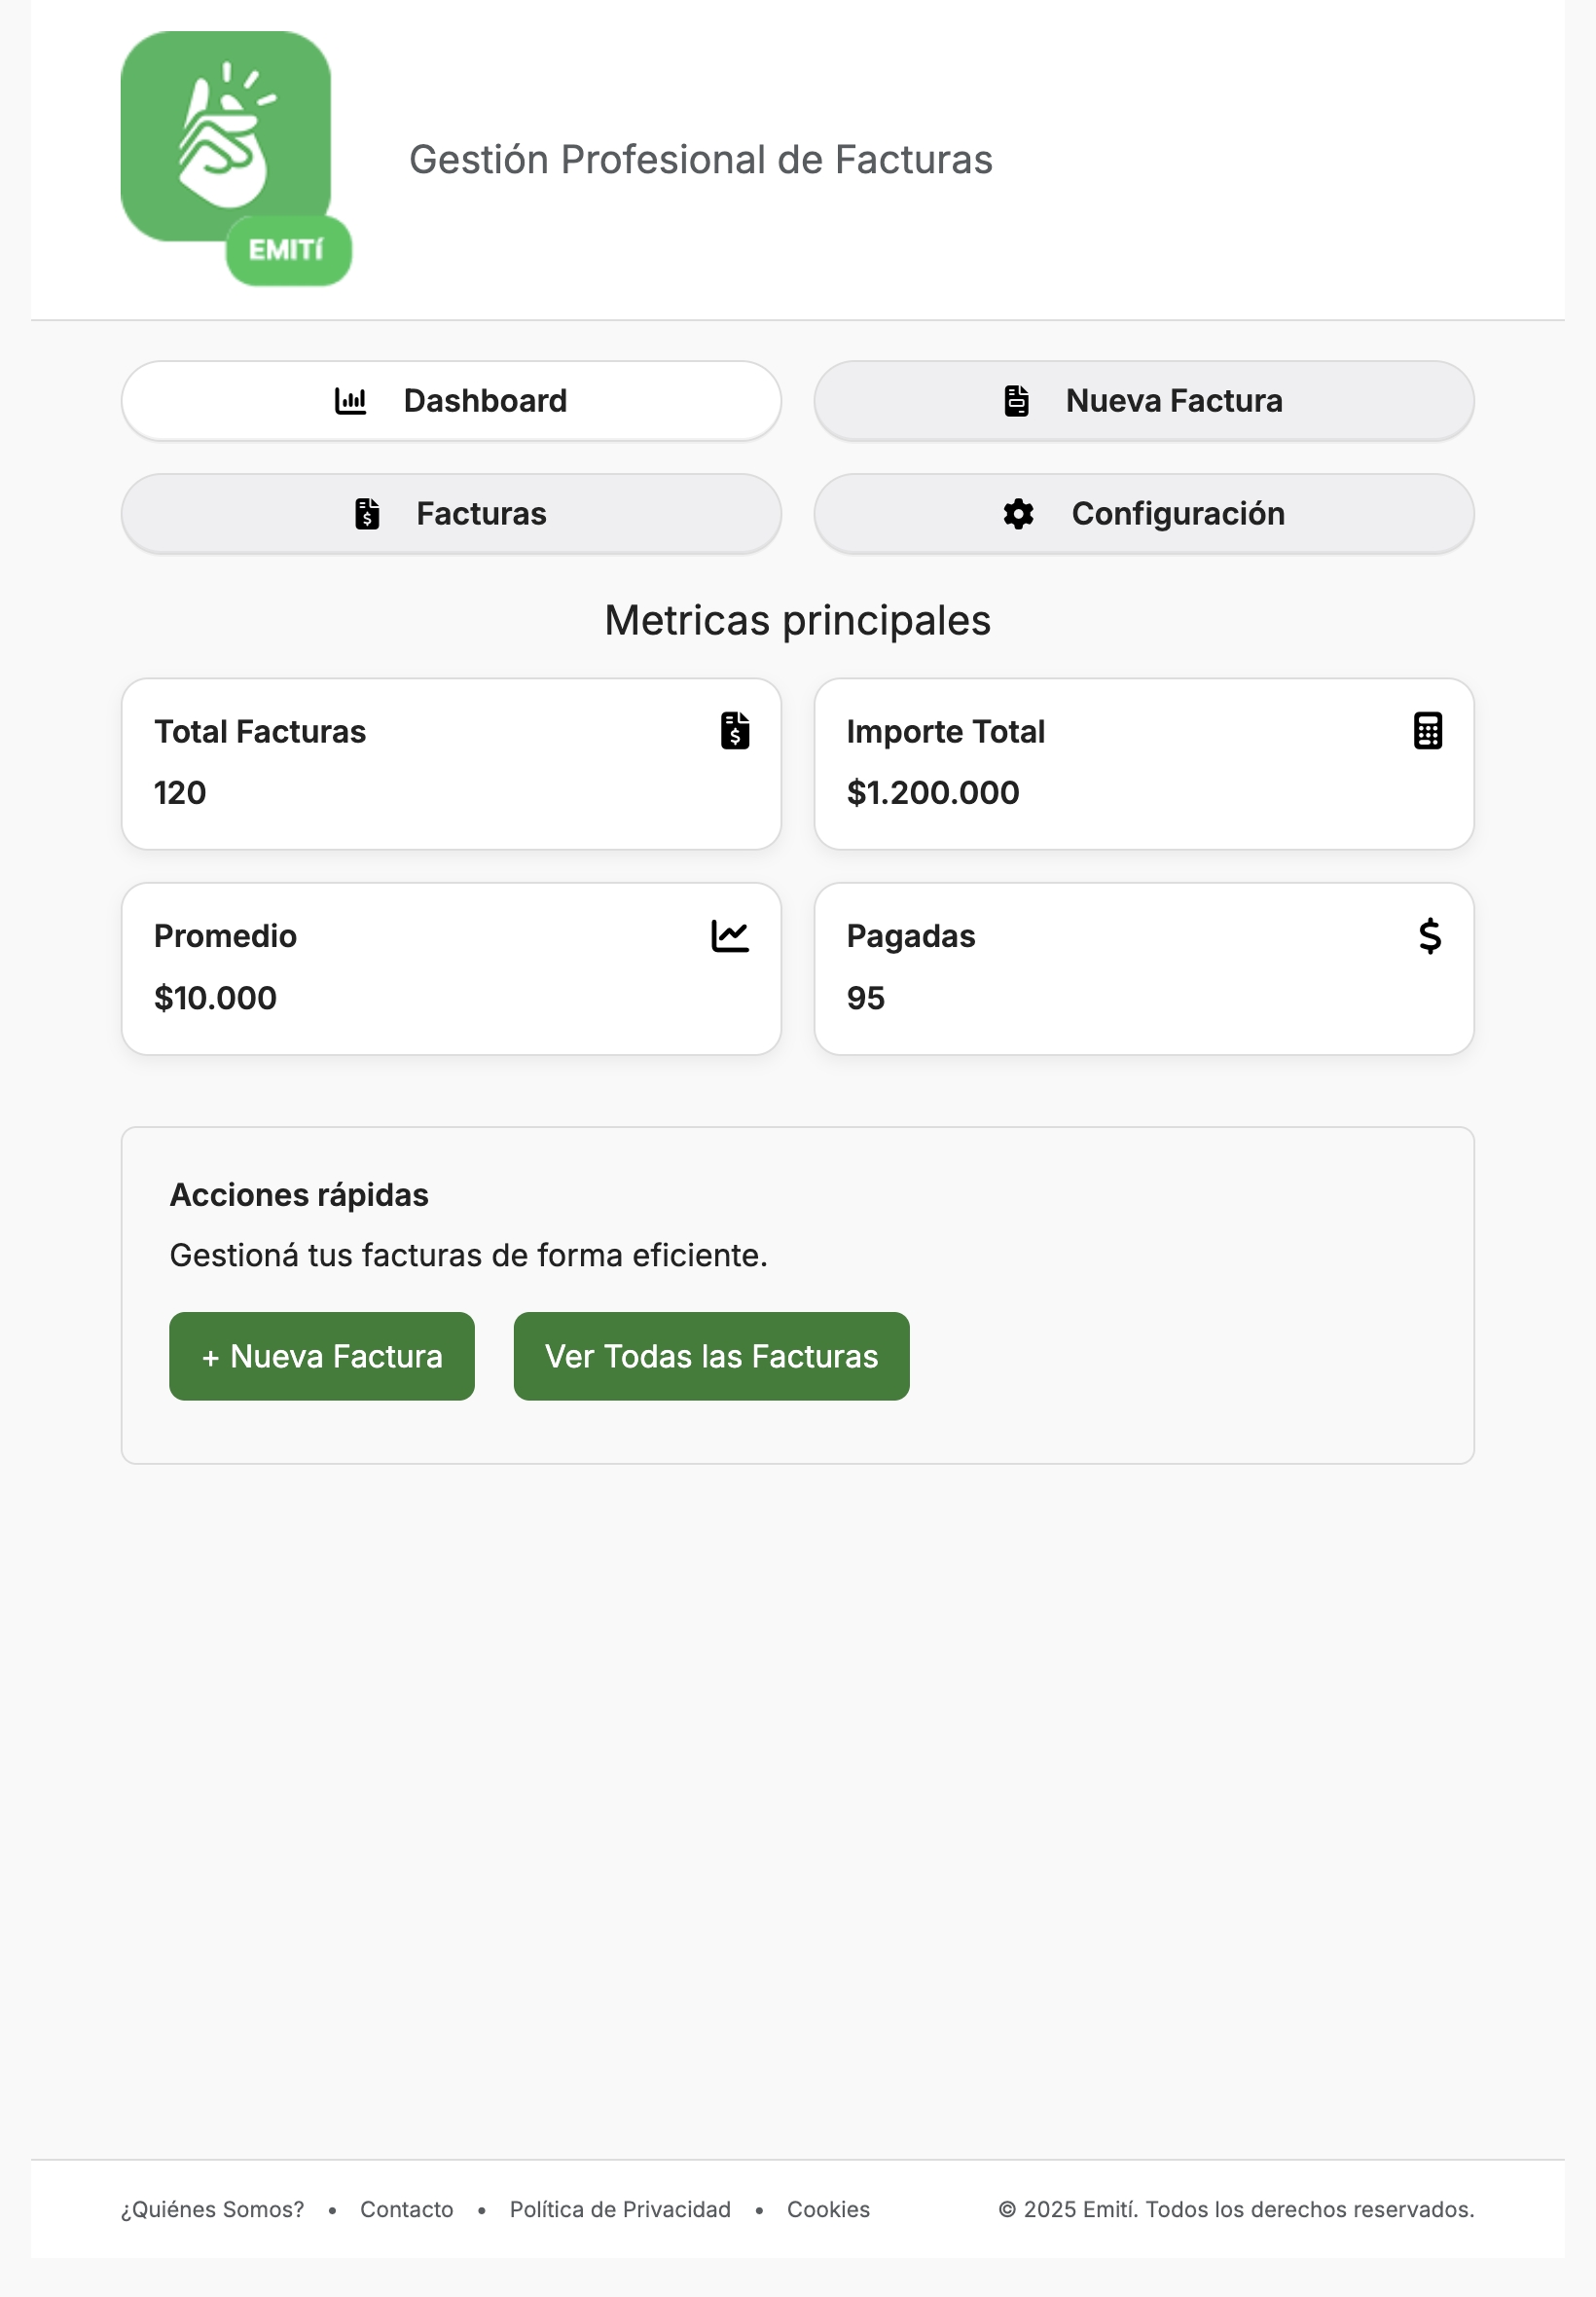 EMITÍ
Gestión Profesional de Facturas
Dashboard
Nueva Factura
Facturas
Configuración
Metricas principales
Total Facturas
120
Importe Total
$1.200.000
Promedio
$10.000
Pagadas
95
Acciones rápidas
Gestioná tus facturas de forma eficiente.
+ Nueva Factura
Ver Todas las Facturas
¿Quiénes Somos? • Contacto • Política de Privacidad • Cookies
© 2025 Emití. Todos los derechos reservados.